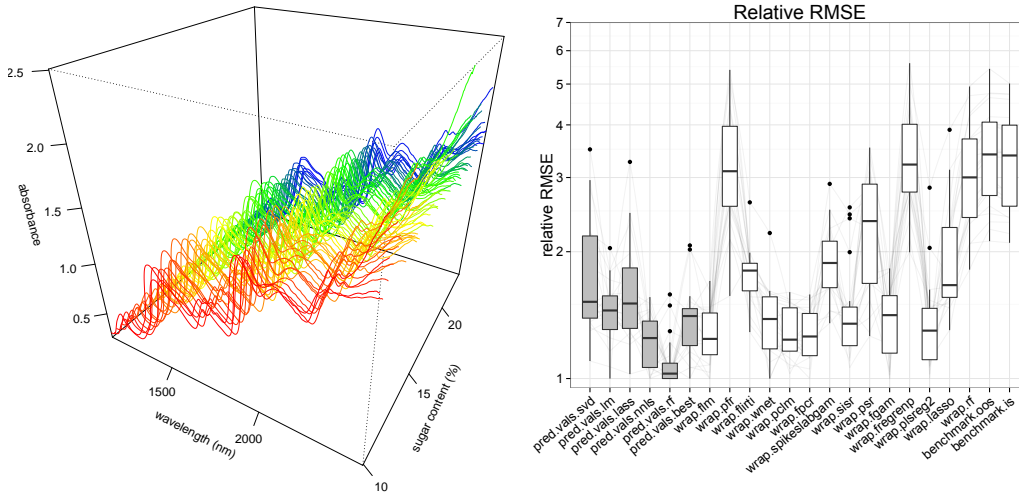 2.5
2.0
1.5
1.0
0.5
absorbance
1500
2000
wavelength (nm)
10
15
20
sugar content (%)
Relative RMSE
7
6
5
4
3
2
1
relative RMSE
pred.vals.svd
pred.vals.lm
pred.vals.lass
pred.vals.nnls
pred.vals.rf
pred.vals.best
wrap.flm
wrap.pfr
wrap.flirti
wrap.wnet
wrap.pclm
wrap.fpcr
wrap.spikeslabgam
wrap.sisr
wrap.psr
wrap.fgam
wrap.fregrenp
wrap.plsreg2
wrap.lasso
wrap.rf
benchmark.oos
benchmark.is